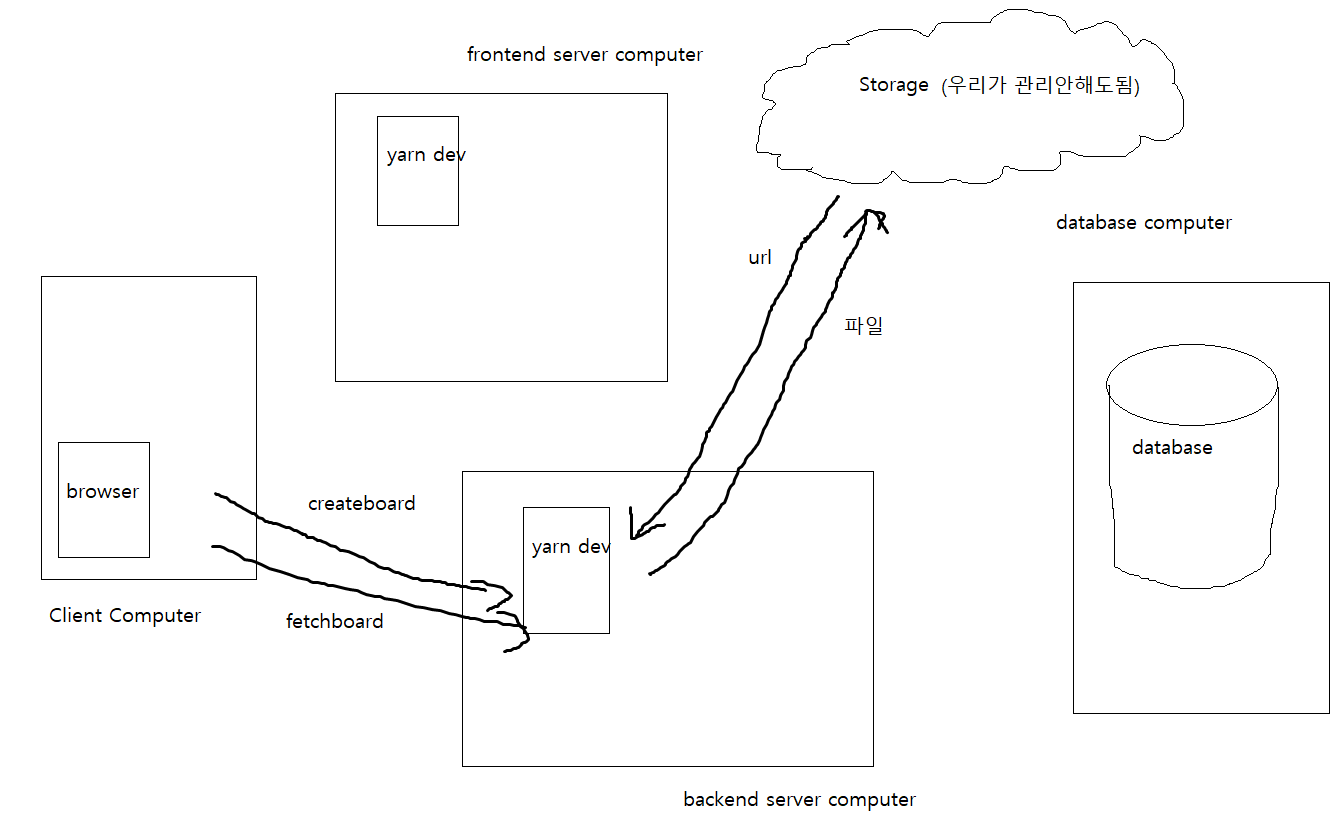 frontend server computer
Storage (우리가 관리안해도됨)
yarn dev
database computer
url
파일
database
browser
createboard
yarn dev
Client Computer
fetchboard
backend server computer